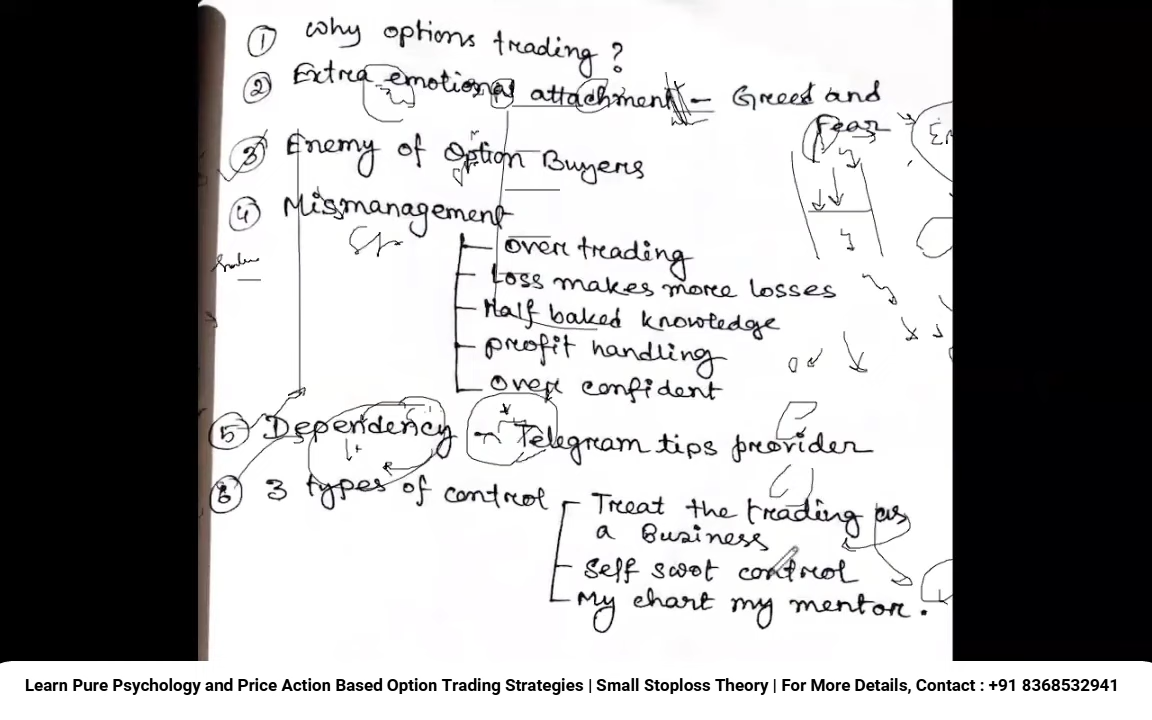 ① Why options trading ?
② Extra emotional attachment – Greed and
Fear
③ Enemy of Option Buyers
④ Mismanagement
over trading
Loss makes more losses
Half baked knowledge
profit handling
over confident
⑤ Dependency → Telegram tips provider
⑥ 3 types of control Treat the trading as
a Business
Self swot control
My chart my mentor.
Learn Pure Psychology and Price Action Based Option Trading Strategies | Small Stoploss Theory | For More Details, Contact : +91 8368532941